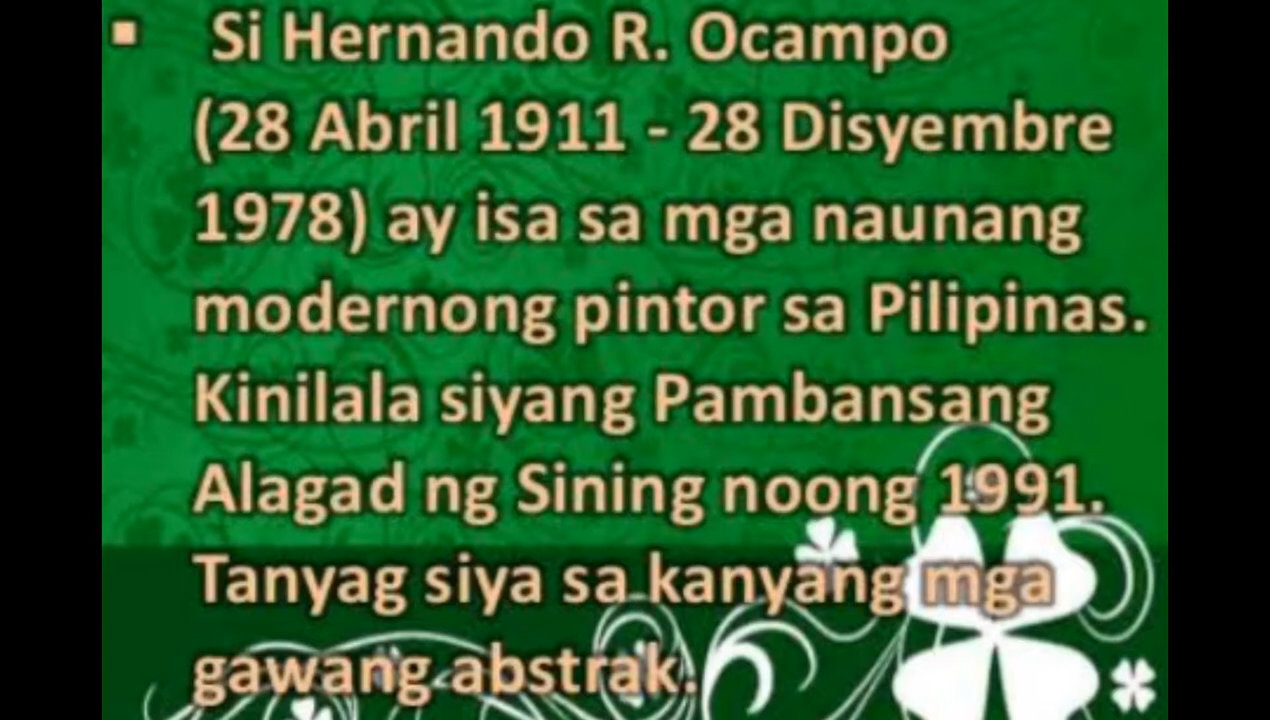 ▪ Si Hernando R. Ocampo
(28 Abril 1911 - 28 Disyembre
1978) ay isa sa mga naunang
modernong pintor sa Pilipinas.
Kinilala siyang Pambansang
Alagad ng Sining noong 1991.
Tanyag siya sa kanyang mga
gawang abstrak.